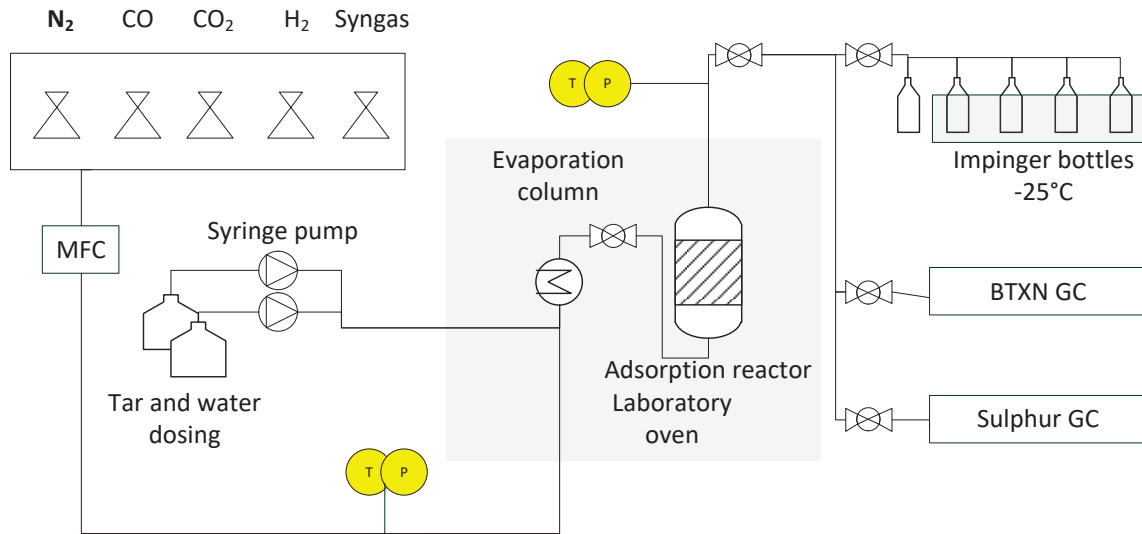 N₂ CO CO₂ H₂ Syngas
T P
Evaporation
column
Impinger bottles
-25°C
MFC
Syringe pump
BTXN GC
Adsorption reactor
Laboratory
oven
Tar and water
dosing
Sulphur GC
T P